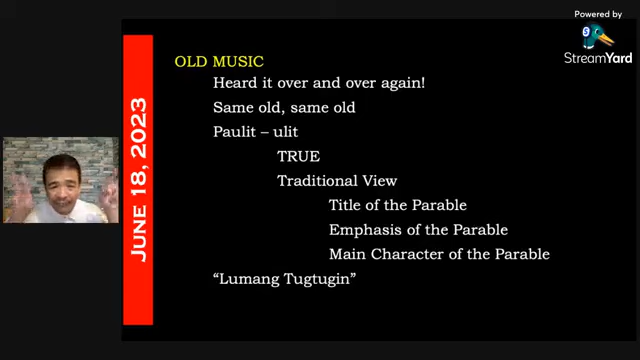 Powered by
StreamYard
JUNE 18, 2023
OLD MUSIC
Heard it over and over again!
Same old, same old
Paulit – ulit
TRUE
Traditional View
Title of the Parable
Emphasis of the Parable
Main Character of the Parable
“Lumang Tugtugin”